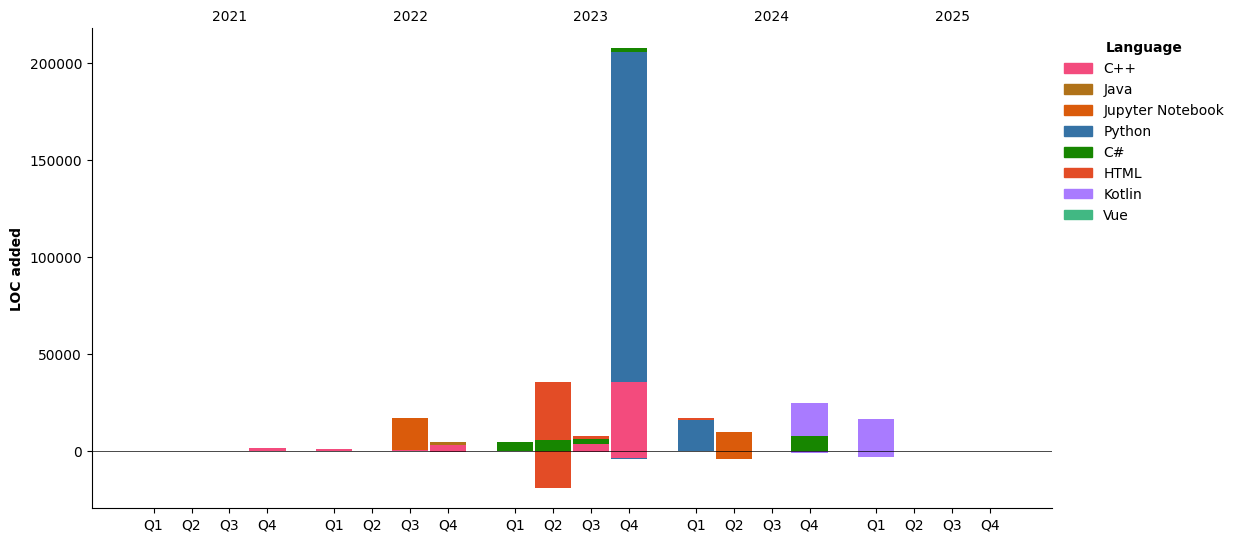 2021 2022 2023 2024 2025
200000
150000
100000
50000
0
LOC added
Q1 Q2 Q3 Q4 Q1 Q2 Q3 Q4 Q1 Q2 Q3 Q4 Q1 Q2 Q3 Q4 Q1 Q2 Q3 Q4
Language
C++
Java
Jupyter Notebook
Python
C#
HTML
Kotlin
Vue